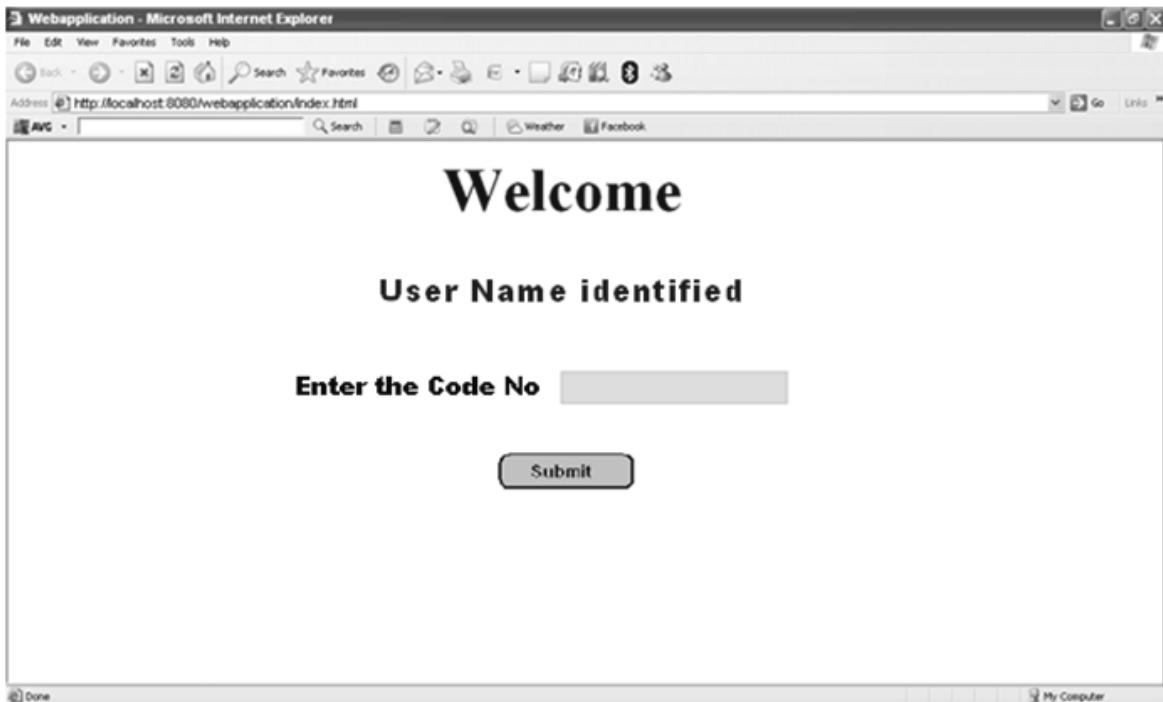 Webapplication - Microsoft Internet Explorer
File Edit View Favorites Tools Help
Back Search Favorites
Address http://localhost:8080/webapplication/index.html Go Links »
AVG Search Weather Facebook
Welcome
User Name identified
Enter the Code No
Submit
Done My Computer